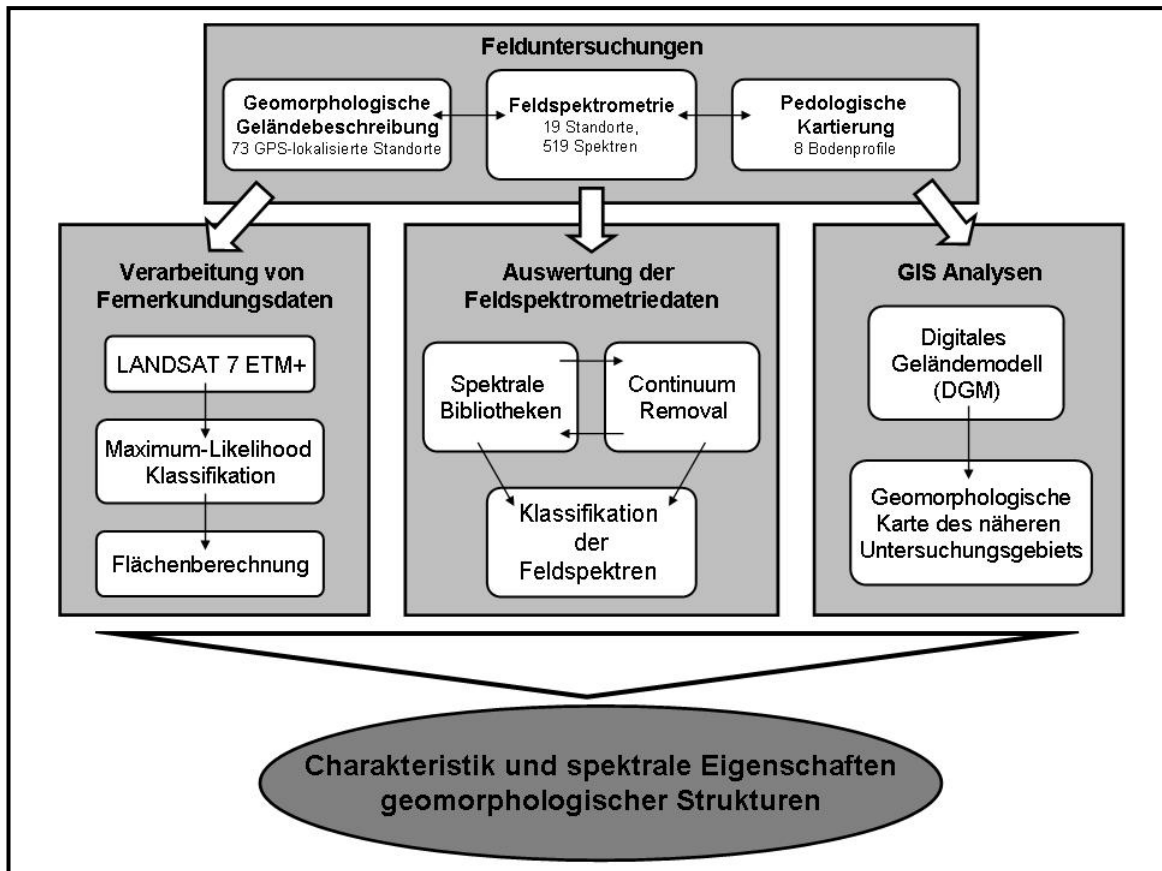 Felduntersuchungen
Geomorphologische
Geländebeschreibung
73 GPS-lokalisierte Standorte
Feldspektrometrie
19 Standorte,
519 Spektren
Pedologische
Kartierung
8 Bodenprofile
Verarbeitung von
Fernerkundungsdaten
LANDSAT 7 ETM+
Maximum-Likelihood
Klassifikation
Flächenberechnung
Auswertung der
Feldspektrometriedaten
Spektrale
Bibliotheken
Continuum
Removal
Klassifikation
der
Feldspektren
GIS Analysen
Digitales
Geländemodell
(DGM)
Geomorphologische
Karte des näheren
Untersuchungsgebiets
Charakteristik und spektrale Eigenschaften
geomorphologischer Strukturen